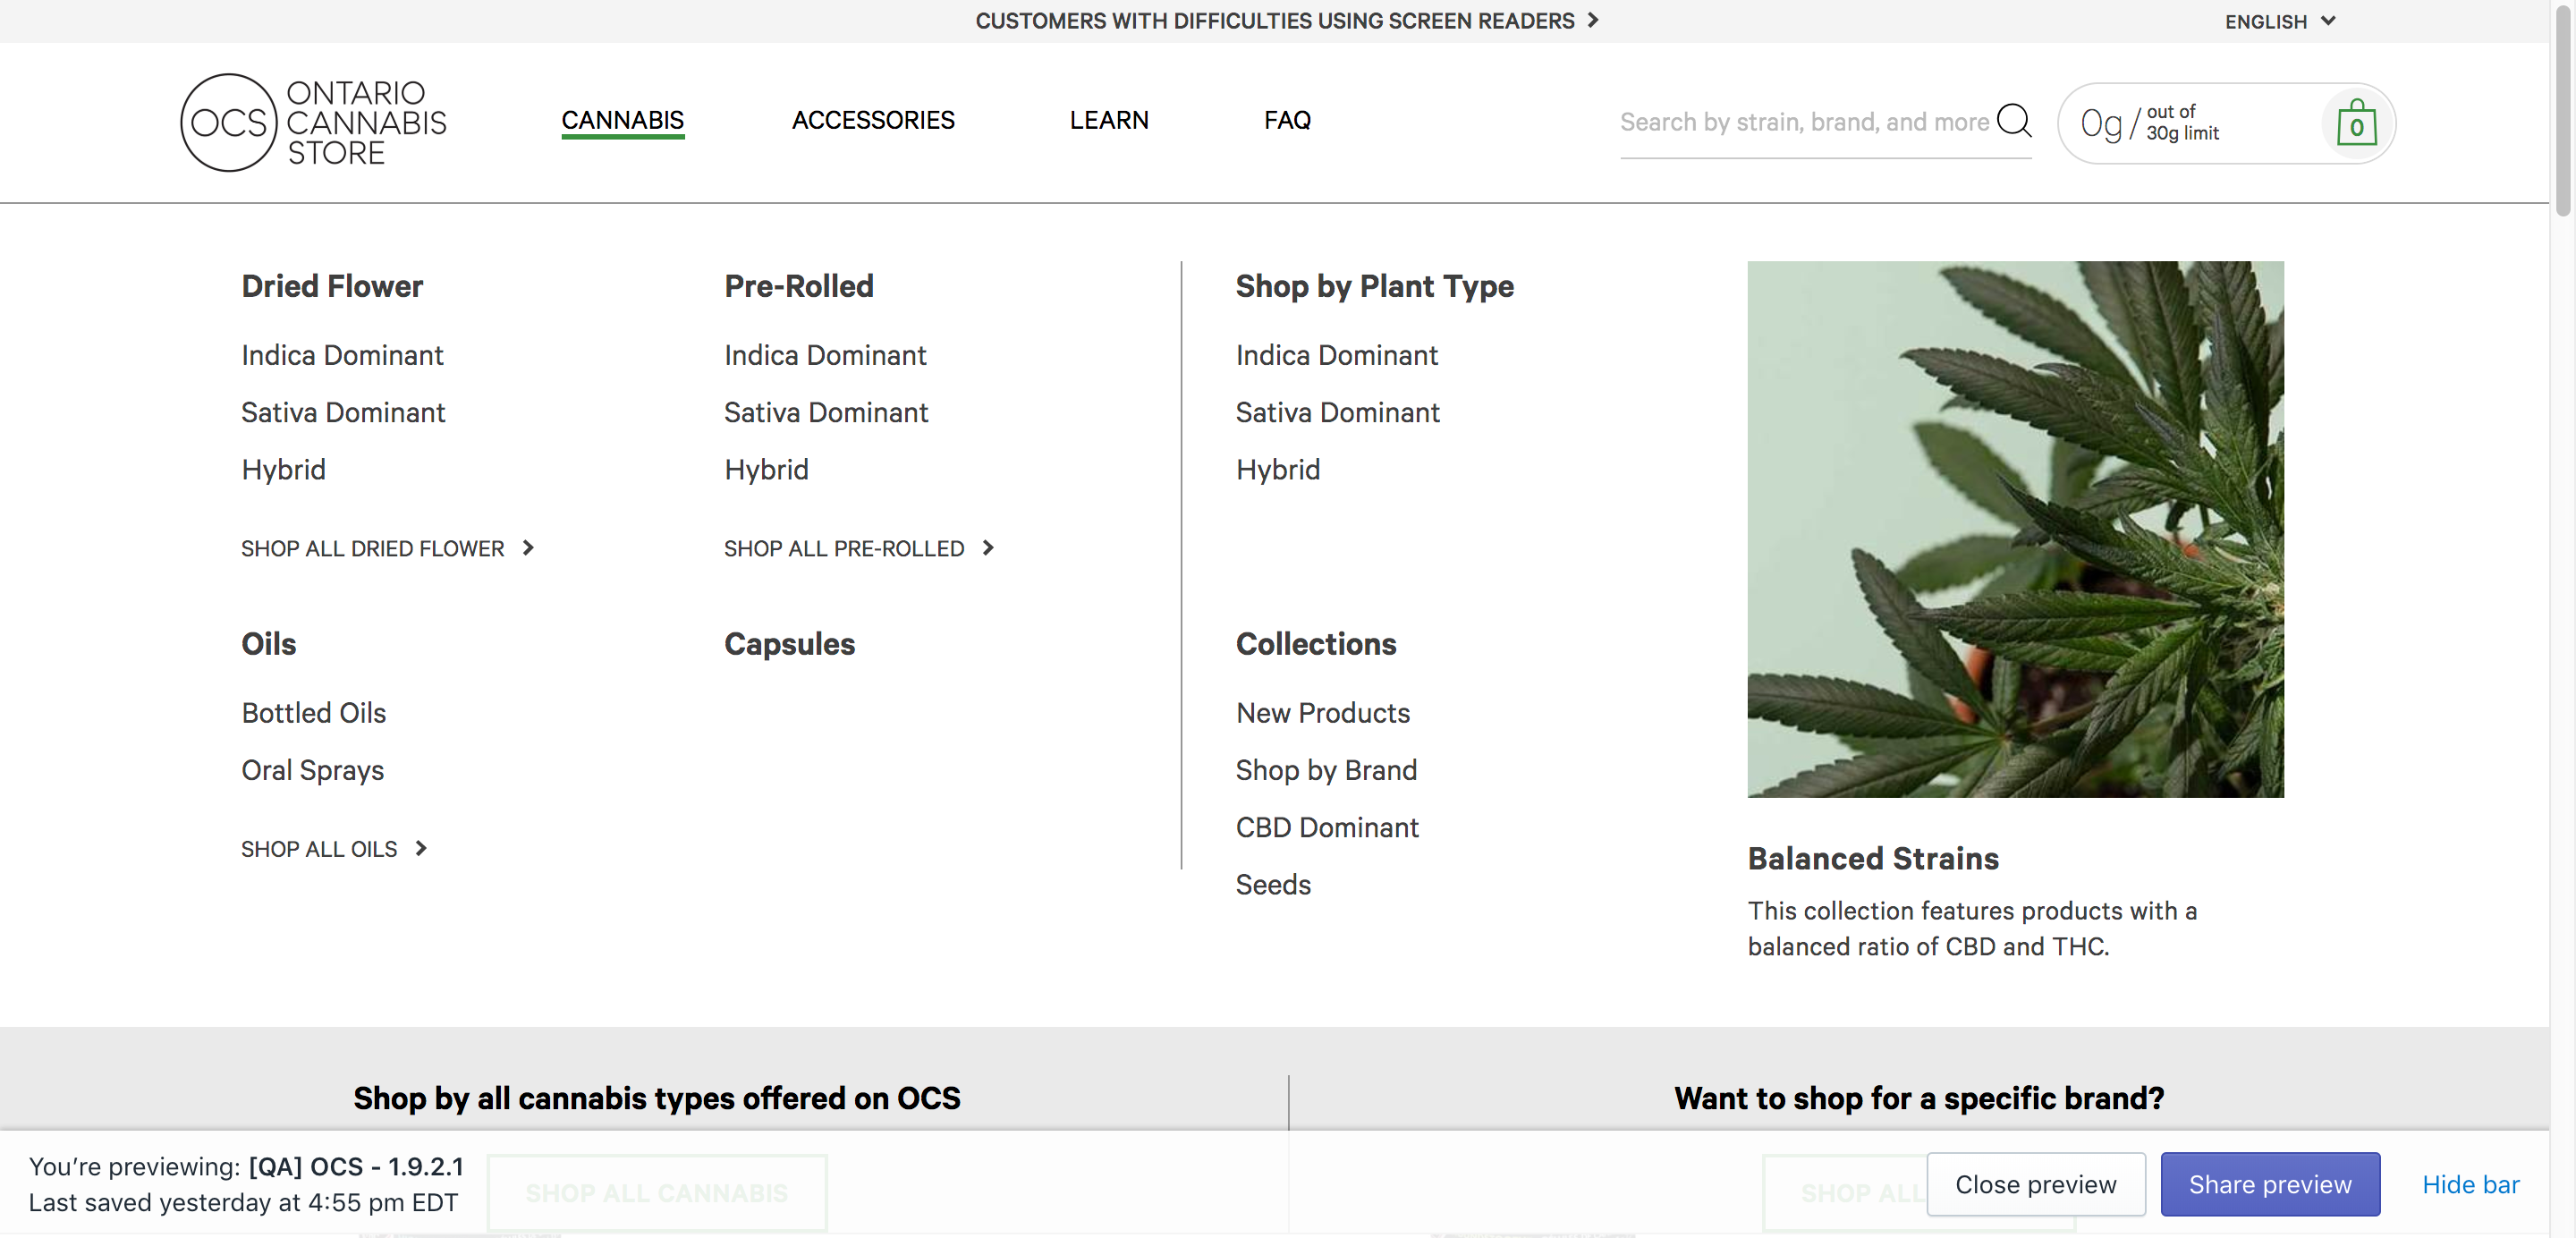 CUSTOMERS WITH DIFFICULTIES USING SCREEN READERS
ENGLISH
OCS
ONTARIO
CANNABIS
STORE
CANNABIS
ACCESSORIES
LEARN
FAQ
Search by strain, brand, and more
0g / out of
30g limit
0
Dried Flower
Indica Dominant
Sativa Dominant
Hybrid
SHOP ALL DRIED FLOWER
Pre-Rolled
Indica Dominant
Sativa Dominant
Hybrid
SHOP ALL PRE-ROLLED
Oils
Bottled Oils
Oral Sprays
SHOP ALL OILS
Capsules
Shop by Plant Type
Indica Dominant
Sativa Dominant
Hybrid
Collections
New Products
Shop by Brand
CBD Dominant
Seeds
Balanced Strains
This collection features products with a
balanced ratio of CBD and THC.
Shop by all cannabis types offered on OCS
Want to shop for a specific brand?
You're previewing: [QA] OCS - 1.9.2.1
Last saved yesterday at 4:55 pm EDT
SHOP ALL CANNABIS
SHOP ALL
Close preview
Share preview
Hide bar